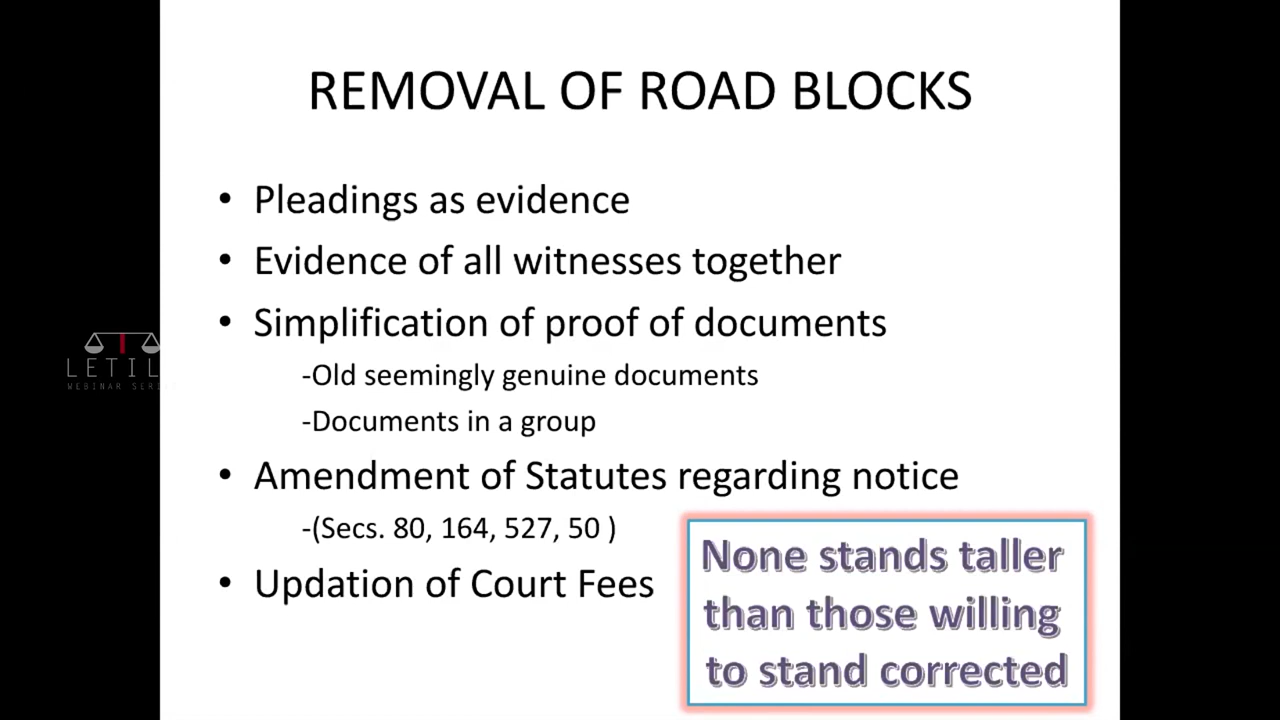 REMOVAL OF ROAD BLOCKS
• Pleadings as evidence
• Evidence of all witnesses together
• Simplification of proof of documents
-Old seemingly genuine documents
-Documents in a group
• Amendment of Statutes regarding notice
-(Secs. 80, 164, 527, 50 )
• Updation of Court Fees
None stands taller
than those willing
to stand corrected
LETIL
WEBINAR SER